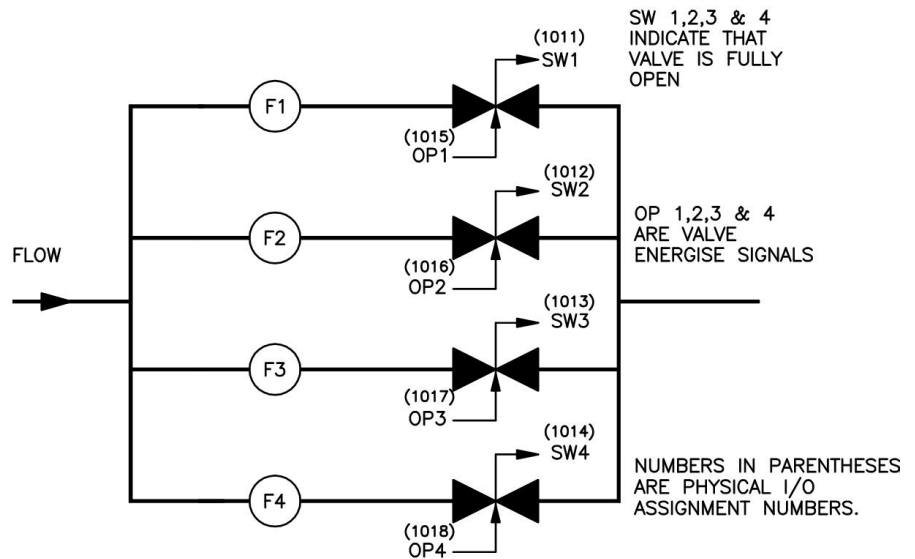 SW 1,2,3 & 4
INDICATE THAT
VALVE IS FULLY
OPEN
(1011)
SW1
F1
(1015)
OP1
(1012)
SW2
OP 1,2,3 & 4
ARE VALVE
ENERGISE SIGNALS
F2
FLOW
(1016)
OP2
(1013)
SW3
F3
(1017)
OP3
(1014)
SW4
NUMBERS IN PARENTHESES
ARE PHYSICAL I/O
ASSIGNMENT NUMBERS.
F4
(1018)
OP4